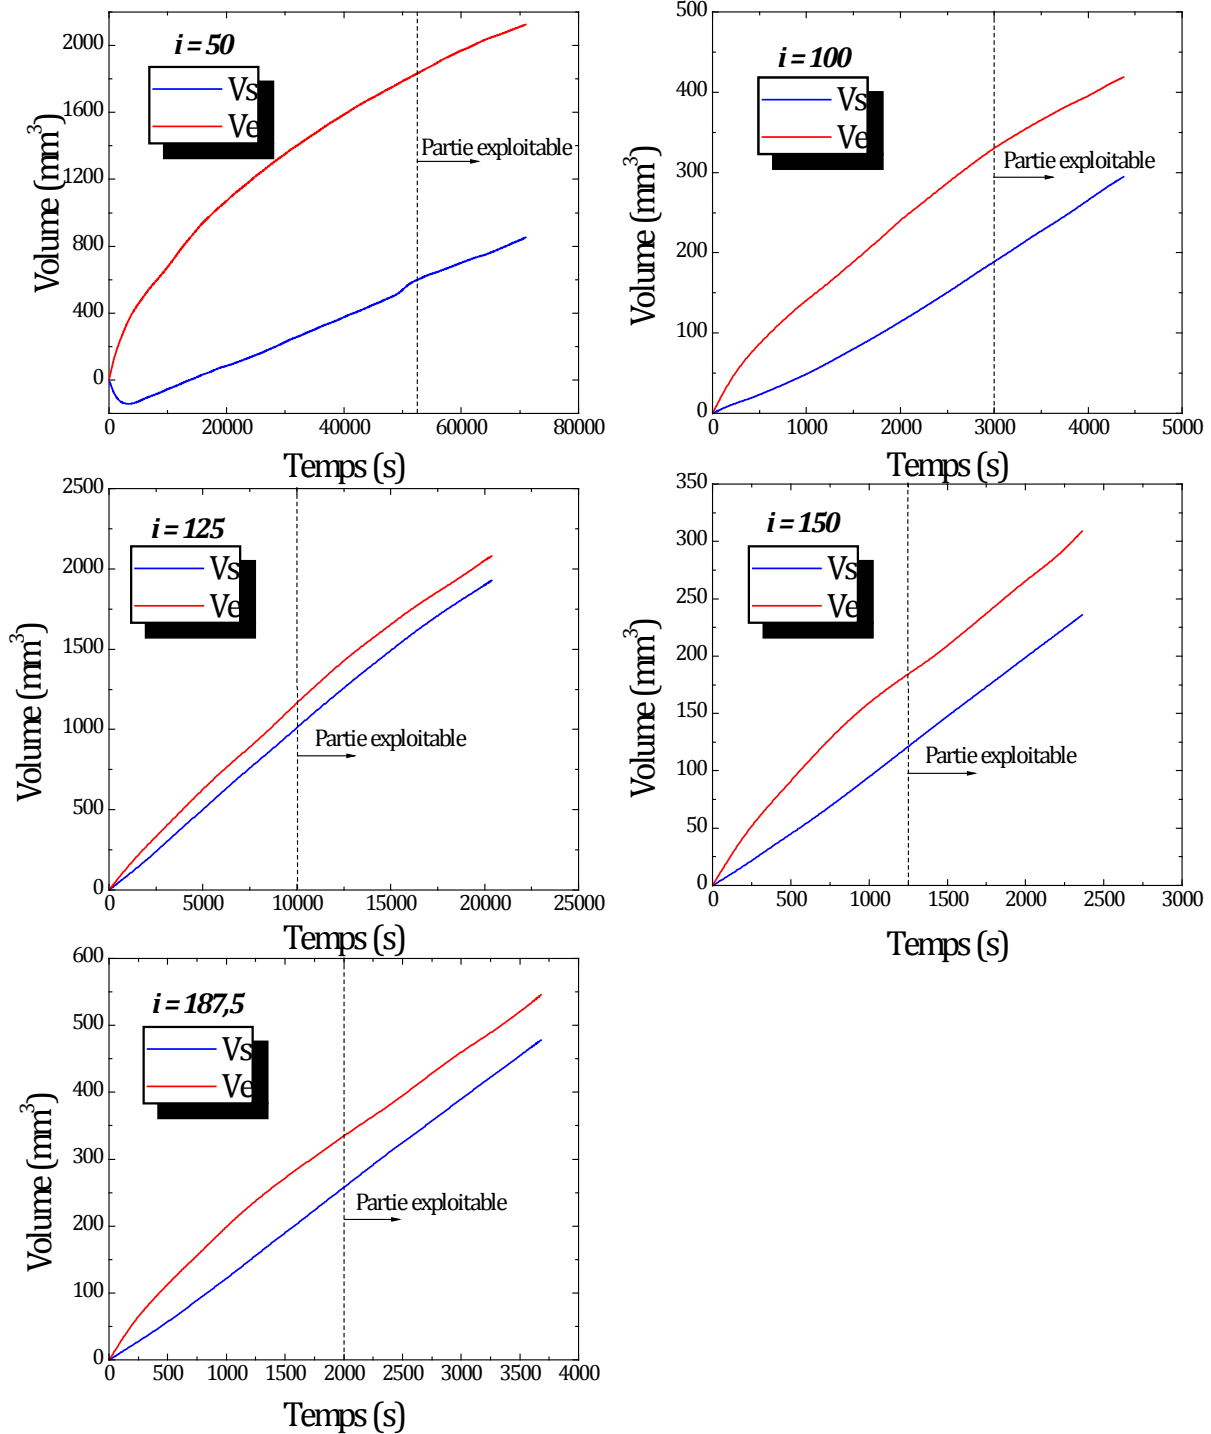 i = 50
Vs
Ve
Partie exploitable
Volume (mm³)
2000
1600
1200
800
400
0
0 20000 40000 60000 80000
Temps (s)
i = 100
Vs
Ve
Partie exploitable
Volume (mm³)
500
400
300
200
100
0
0 1000 2000 3000 4000 5000
Temps (s)
i = 125
Vs
Ve
Partie exploitable
Volume (mm³)
2500
2000
1500
1000
500
0
0 5000 10000 15000 20000 25000
Temps (s)
i = 150
Vs
Ve
Partie exploitable
Volume (mm³)
350
300
250
200
150
100
50
0
0 500 1000 1500 2000 2500 3000
Temps (s)
i = 187,5
Vs
Ve
Partie exploitable
Volume (mm³)
600
500
400
300
200
100
0
0 500 1000 1500 2000 2500 3000 3500 4000
Temps (s)